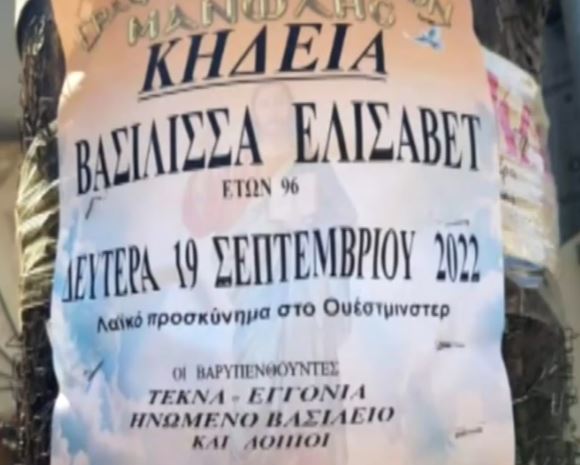 ΜΑΝΩΛΗΣ
ΚΗΔΕΙΑ
ΒΑΣΙΛΙΣΣΑ ΕΛΙΣΑΒΕΤ
ΕΤΩΝ 96
ΔΕΥΤΕΡΑ 19 ΣΕΠΤΕΜΒΡΙΟΥ 2022
Λαϊκό προσκύνημα στο Ουέστμινστερ
ΟΙ ΒΑΡΥΠΕΝΘΟΥΝΤΕΣ
ΤΕΚΝΑ - ΕΓΓΟΝΙΑ
ΗΝΩΜΕΝΟ ΒΑΣΙΛΕΙΟ
ΚΑΙ ΛΟΙΠΟΙ